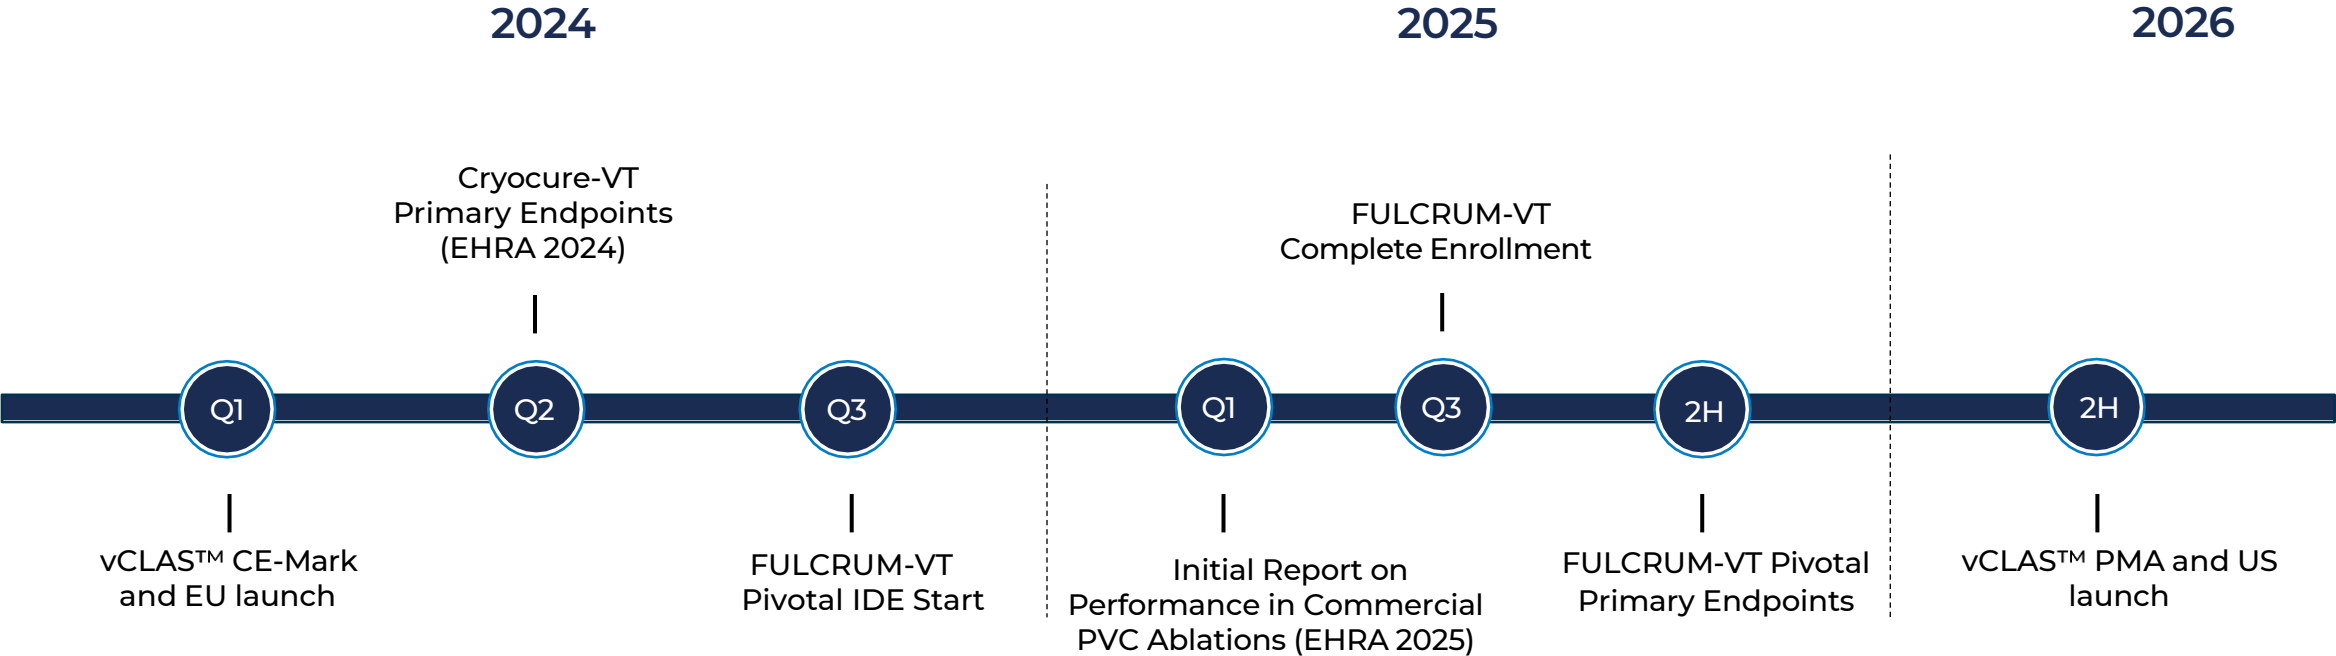 2024
2025
2026
Cryocure-VT
Primary Endpoints
(EHRA 2024)
FULCRUM-VT
Complete Enrollment
Q1
Q2
Q3
Q1
Q3
2H
2H
vCLAS™ CE-Mark
and EU launch
FULCRUM-VT
Pivotal IDE Start
Initial Report on
Performance in Commercial
PVC Ablations (EHRA 2025)
FULCRUM-VT Pivotal
Primary Endpoints
vCLAS™ PMA and US
launch